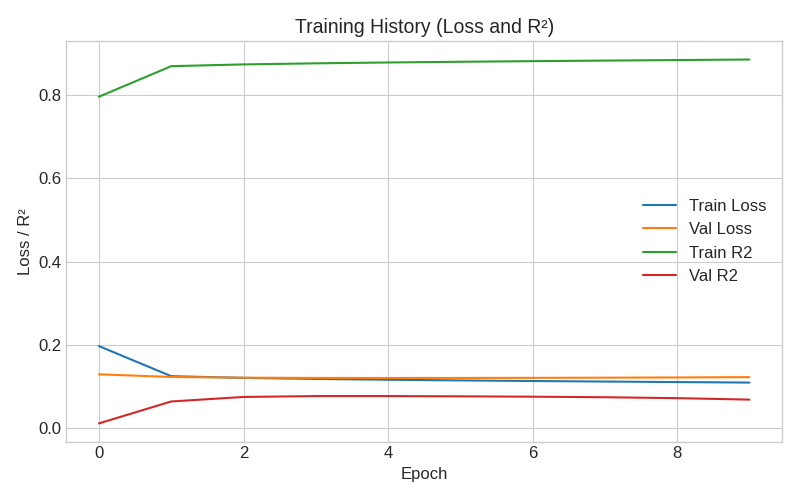 Training History (Loss and R²)
Loss / R²
0.8
0.6
0.4
0.2
0.0
Train Loss
Val Loss
Train R2
Val R2
0 2 4 6 8
Epoch